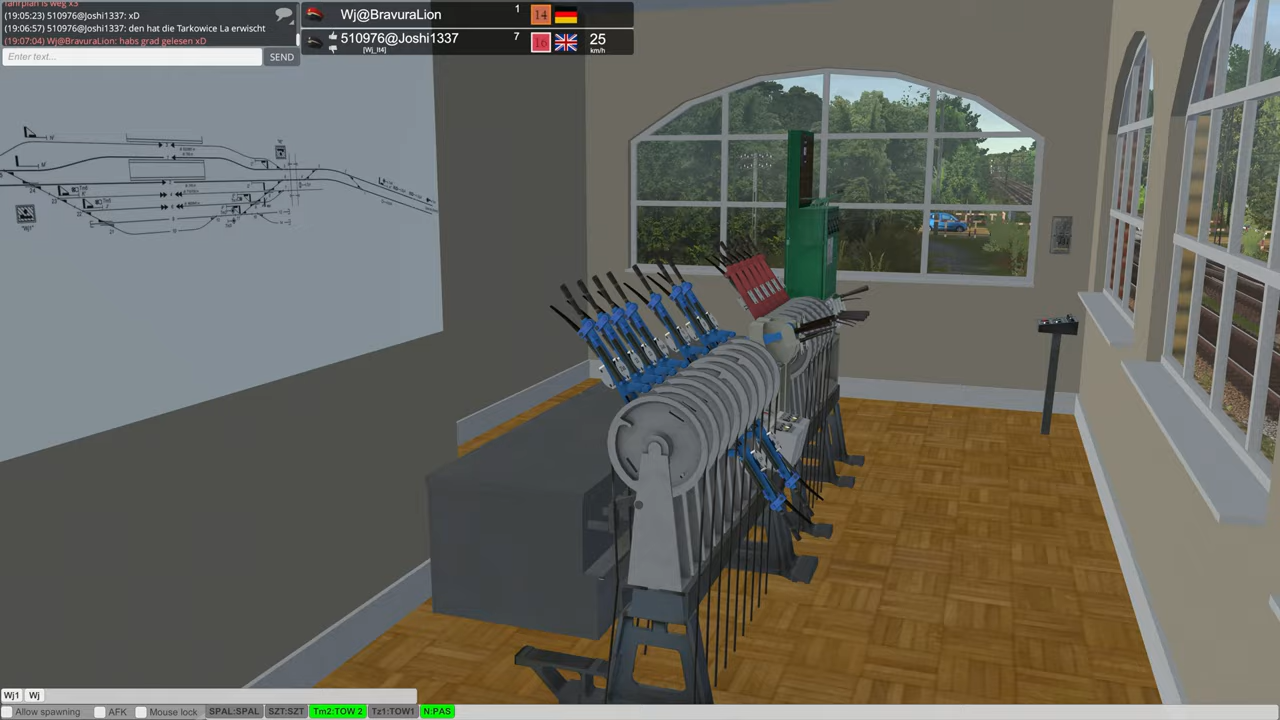 fahrplan is weg x3
(19:05:23) 510976@Joshi1337: xD
(19:06:57) 510976@Joshi1337: den hat die Tarkowice La erwischt
(19:07:04) Wj@BravuraLion: habs grad gelesen xD
Enter text...
SEND
Wj@BravuraLion 1 14
510976@Joshi1337 7 16 25 km/h
[Wj_lt4]
Wj1 Wj
Allow spawning AFK Mouse lock SPAL:SPAL SZT:SZT Tm2:TOW 2 Tz1:TOW1 N:PAS